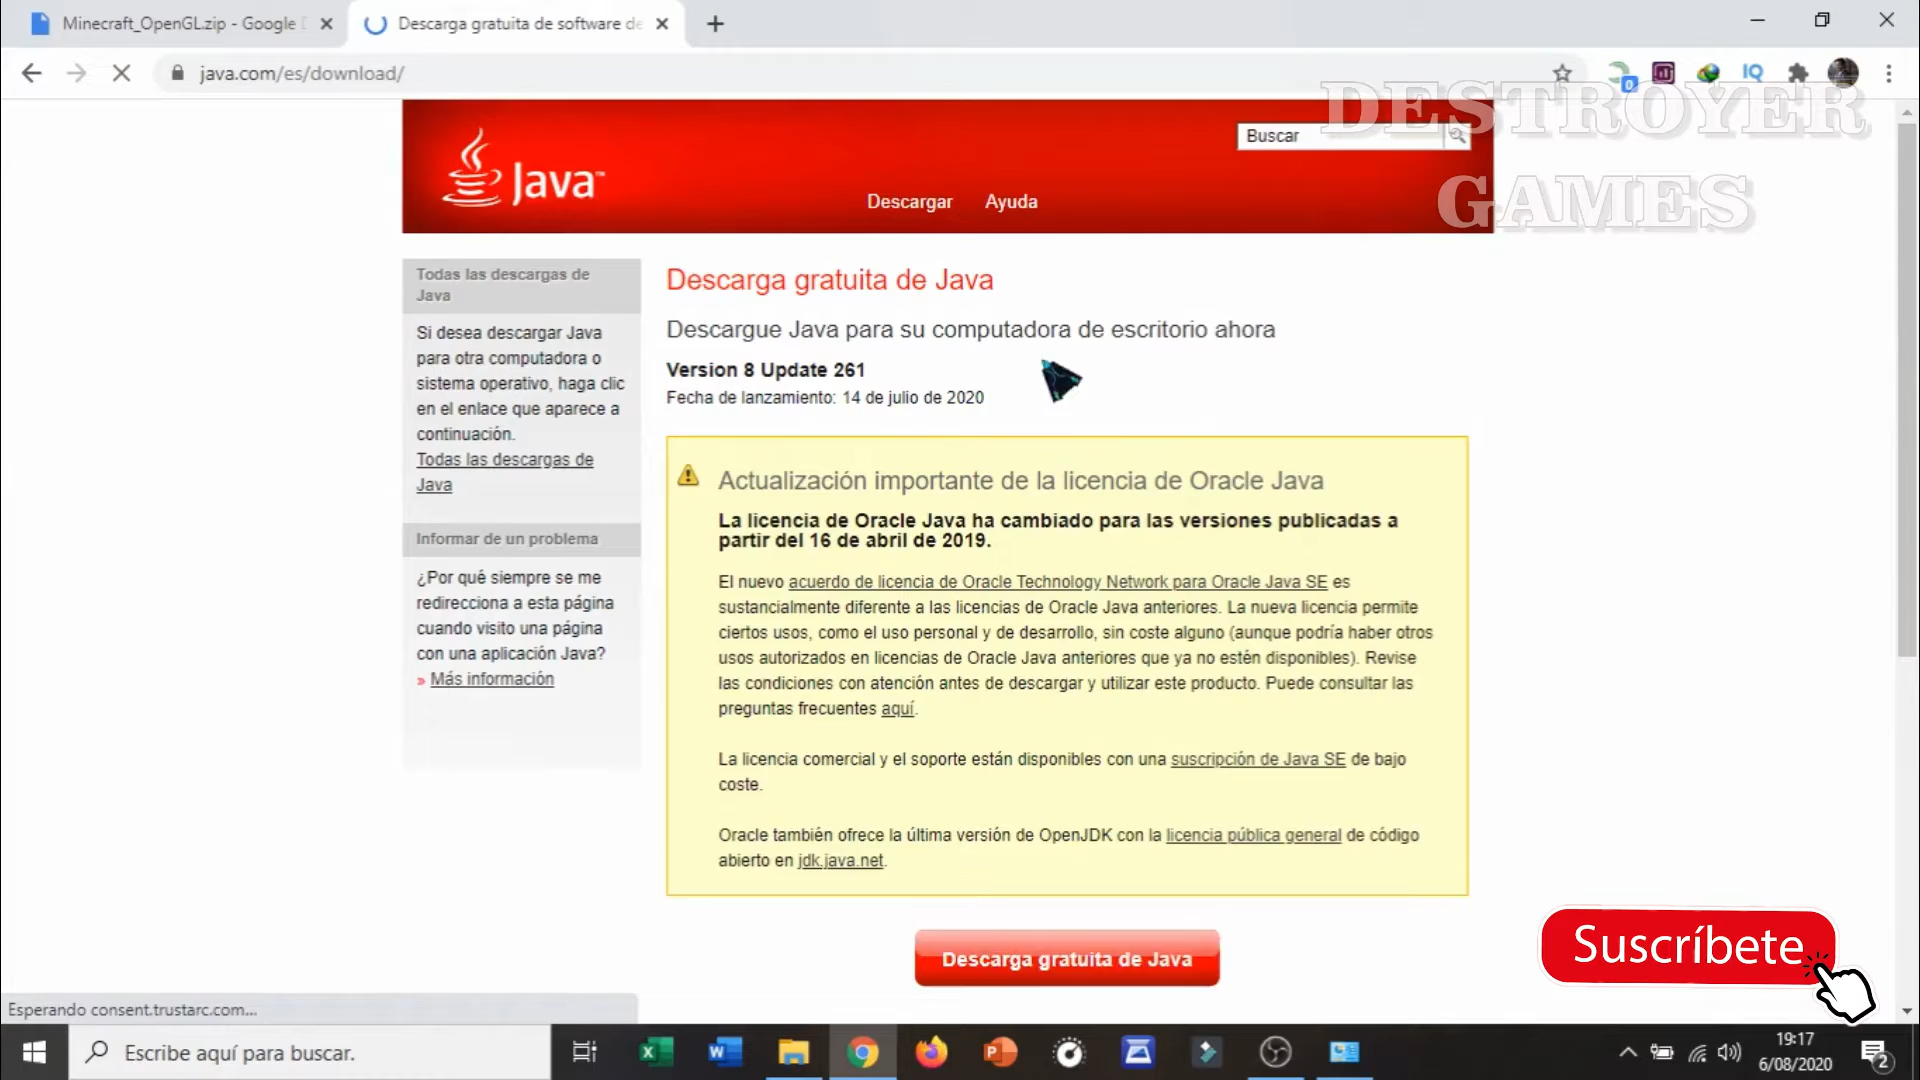 Minecraft_OpenGL.zip - Google
Descarga gratuita de software de
java.com/es/download/
0
IQ
DESTROYER
GAMES
Java™
Buscar
Descargar
Ayuda
Todas las descargas de
Java
Si desea descargar Java
para otra computadora o
sistema operativo, haga clic
en el enlace que aparece a
continuación.
Todas las descargas de
Java
Informar de un problema
¿Por qué siempre se me
redirecciona a esta página
cuando visito una página
con una aplicación Java?
» Más información
Descarga gratuita de Java
Descargue Java para su computadora de escritorio ahora
Version 8 Update 261
Fecha de lanzamiento: 14 de julio de 2020
Actualización importante de la licencia de Oracle Java
La licencia de Oracle Java ha cambiado para las versiones publicadas a
partir del 16 de abril de 2019.
El nuevo acuerdo de licencia de Oracle Technology Network para Oracle Java SE es
sustancialmente diferente a las licencias de Oracle Java anteriores. La nueva licencia permite
ciertos usos, como el uso personal y de desarrollo, sin coste alguno (aunque podría haber otros
usos autorizados en licencias de Oracle Java anteriores que ya no estén disponibles). Revise
las condiciones con atención antes de descargar y utilizar este producto. Puede consultar las
preguntas frecuentes aquí.
La licencia comercial y el soporte están disponibles con una suscripción de Java SE de bajo
coste.
Oracle también ofrece la última versión de OpenJDK con la licencia pública general de código
abierto en jdk.java.net.
Descarga gratuita de Java
Suscríbete
Esperando consent.trustarc.com...
Escribe aquí para buscar.
19:17
6/08/2020
2